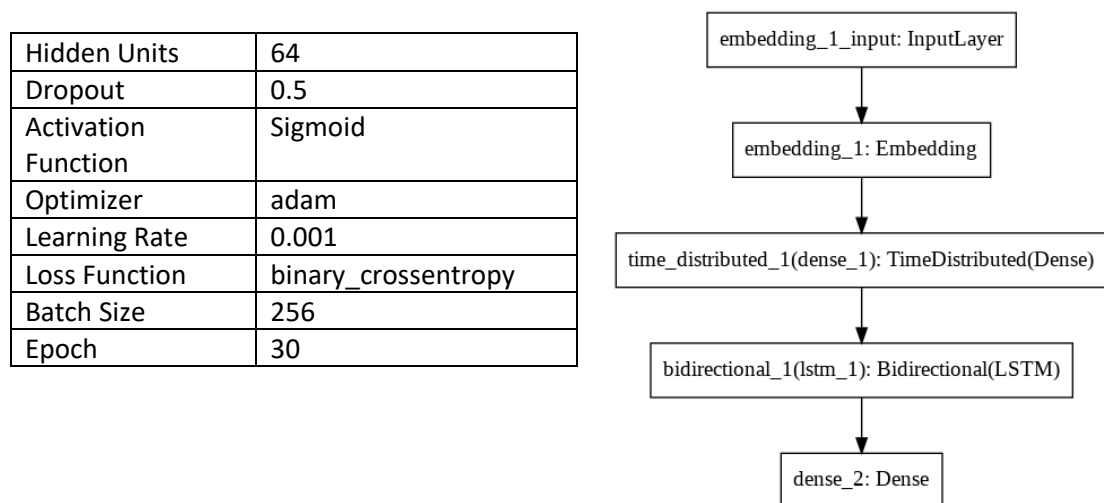 Hidden Units 64
Dropout 0.5
Activation Sigmoid
Function
Optimizer adam
Learning Rate 0.001
Loss Function binary_crossentropy
Batch Size 256
Epoch 30
embedding_1_input: InputLayer
embedding_1: Embedding
time_distributed_1(dense_1): TimeDistributed(Dense)
bidirectional_1(lstm_1): Bidirectional(LSTM)
dense_2: Dense